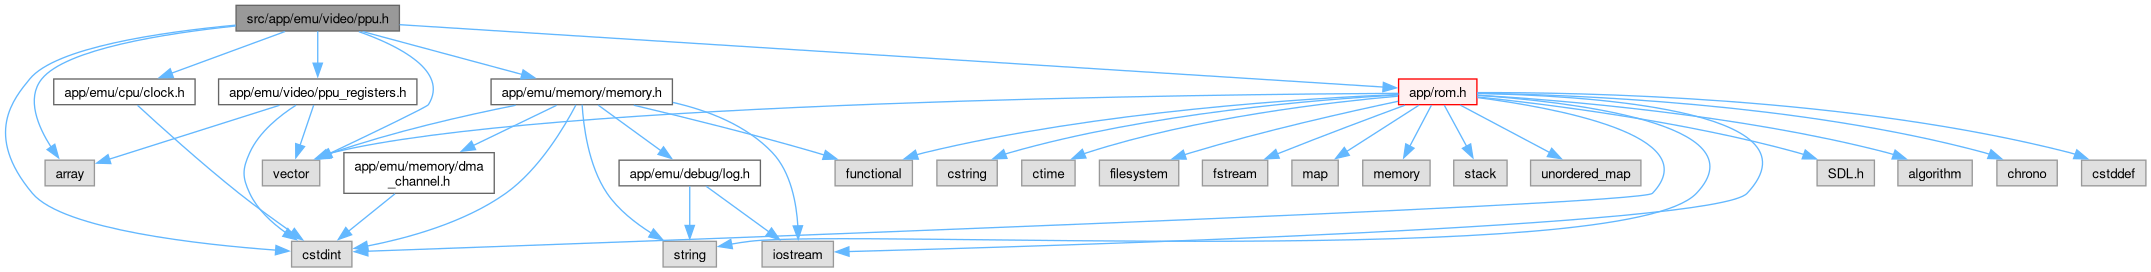 src/app/emu/video/ppu.h
app/emu/cpu/clock.h
app/emu/video/ppu_registers.h
app/emu/memory/memory.h
app/rom.h
array
vector
app/emu/memory/dma
_channel.h
app/emu/debug/log.h
functional
cstring
ctime
filesystem
fstream
map
memory
stack
unordered_map
SDL.h
algorithm
chrono
cstddef
cstdint
string
iostream